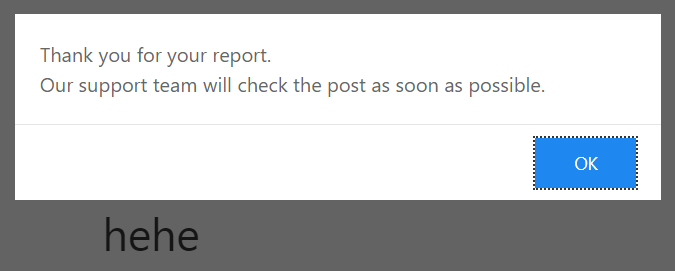 Thank you for your report.
Our support team will check the post as soon as possible.
OK
hehe